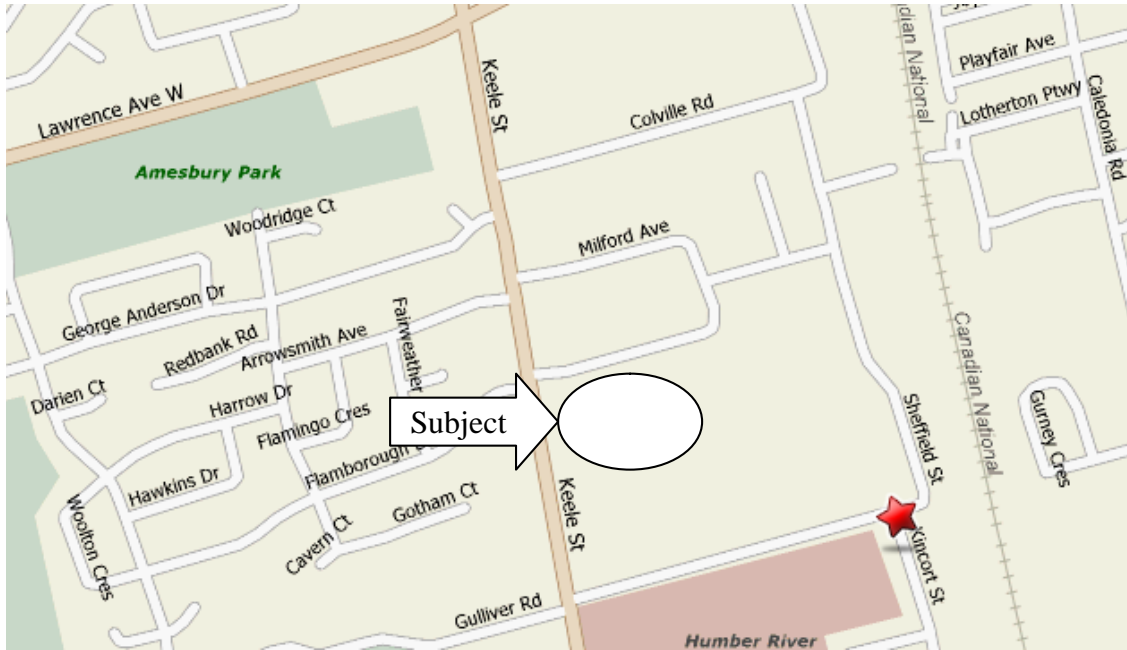 Lawrence Ave W
Keele St
Colville Rd
Canadian National
Playfair Ave
Lotherton Ptwy
Caledonia Rd
Amesbury Park
Woodridge Ct
Milford Ave
George Anderson Dr
Redbank Rd
Arrowsmith Ave
Fairweather
Darien Ct
Harrow Dr
Flamingo Cres
Subject
Canadian National
Sheffield St
Gurney Cres
Hawkins Dr
Flamborough
Woolton Cres
Cavern Ct
Gotham Ct
Keele St
Kincort St
Gulliver Rd
Humber River